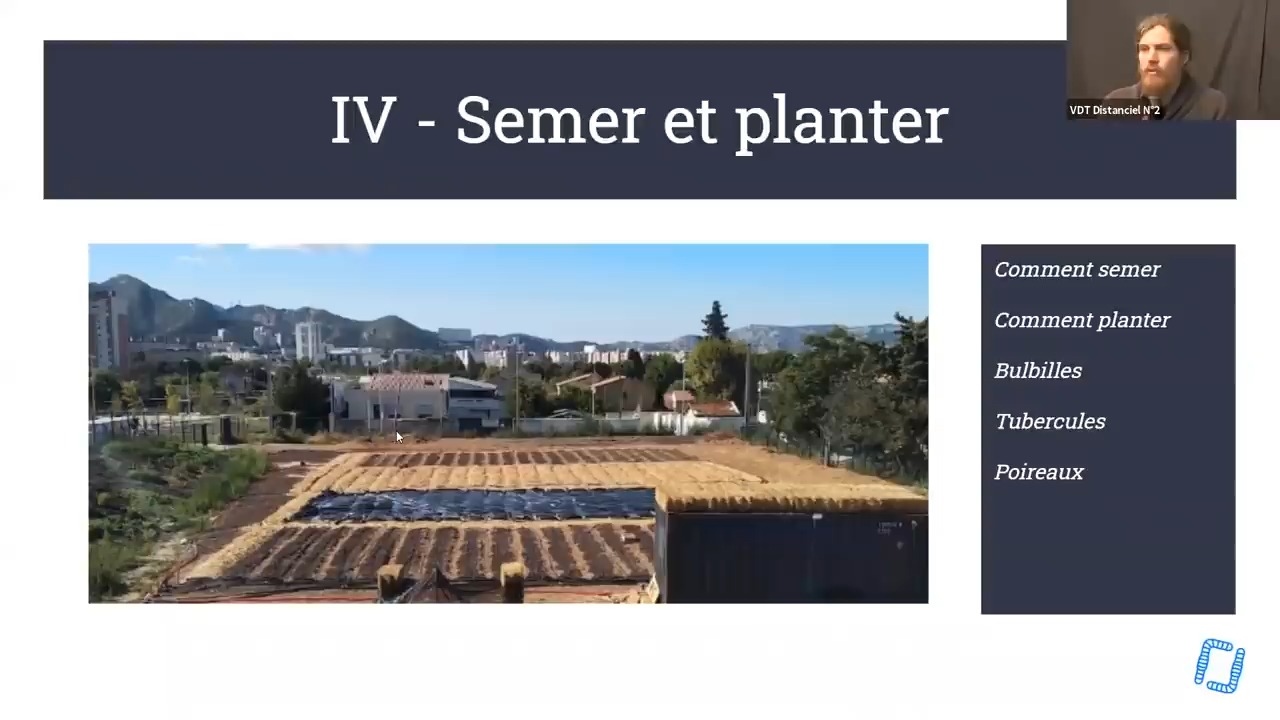 IV - Semer et planter
VDT Distanciel N°2
Comment semer
Comment planter
Bulbilles
Tubercules
Poireaux